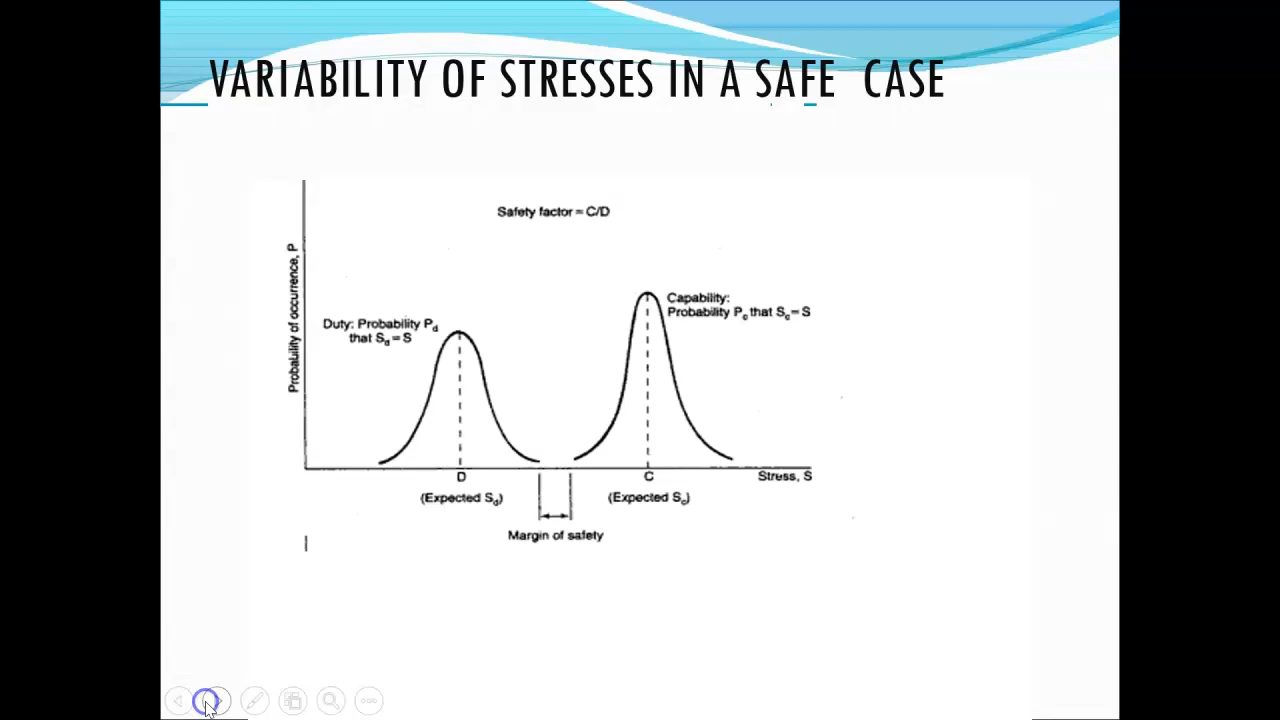 VARIABILITY OF STRESSES IN A SAFE CASE
Safety factor = C/D
Probability of occurrence, P
Duty: Probability Pd
that Sd = S
Capability:
Probability Pc that Sc = S
D
C
Stress, S
(Expected Sd)
(Expected Sc)
Margin of safety